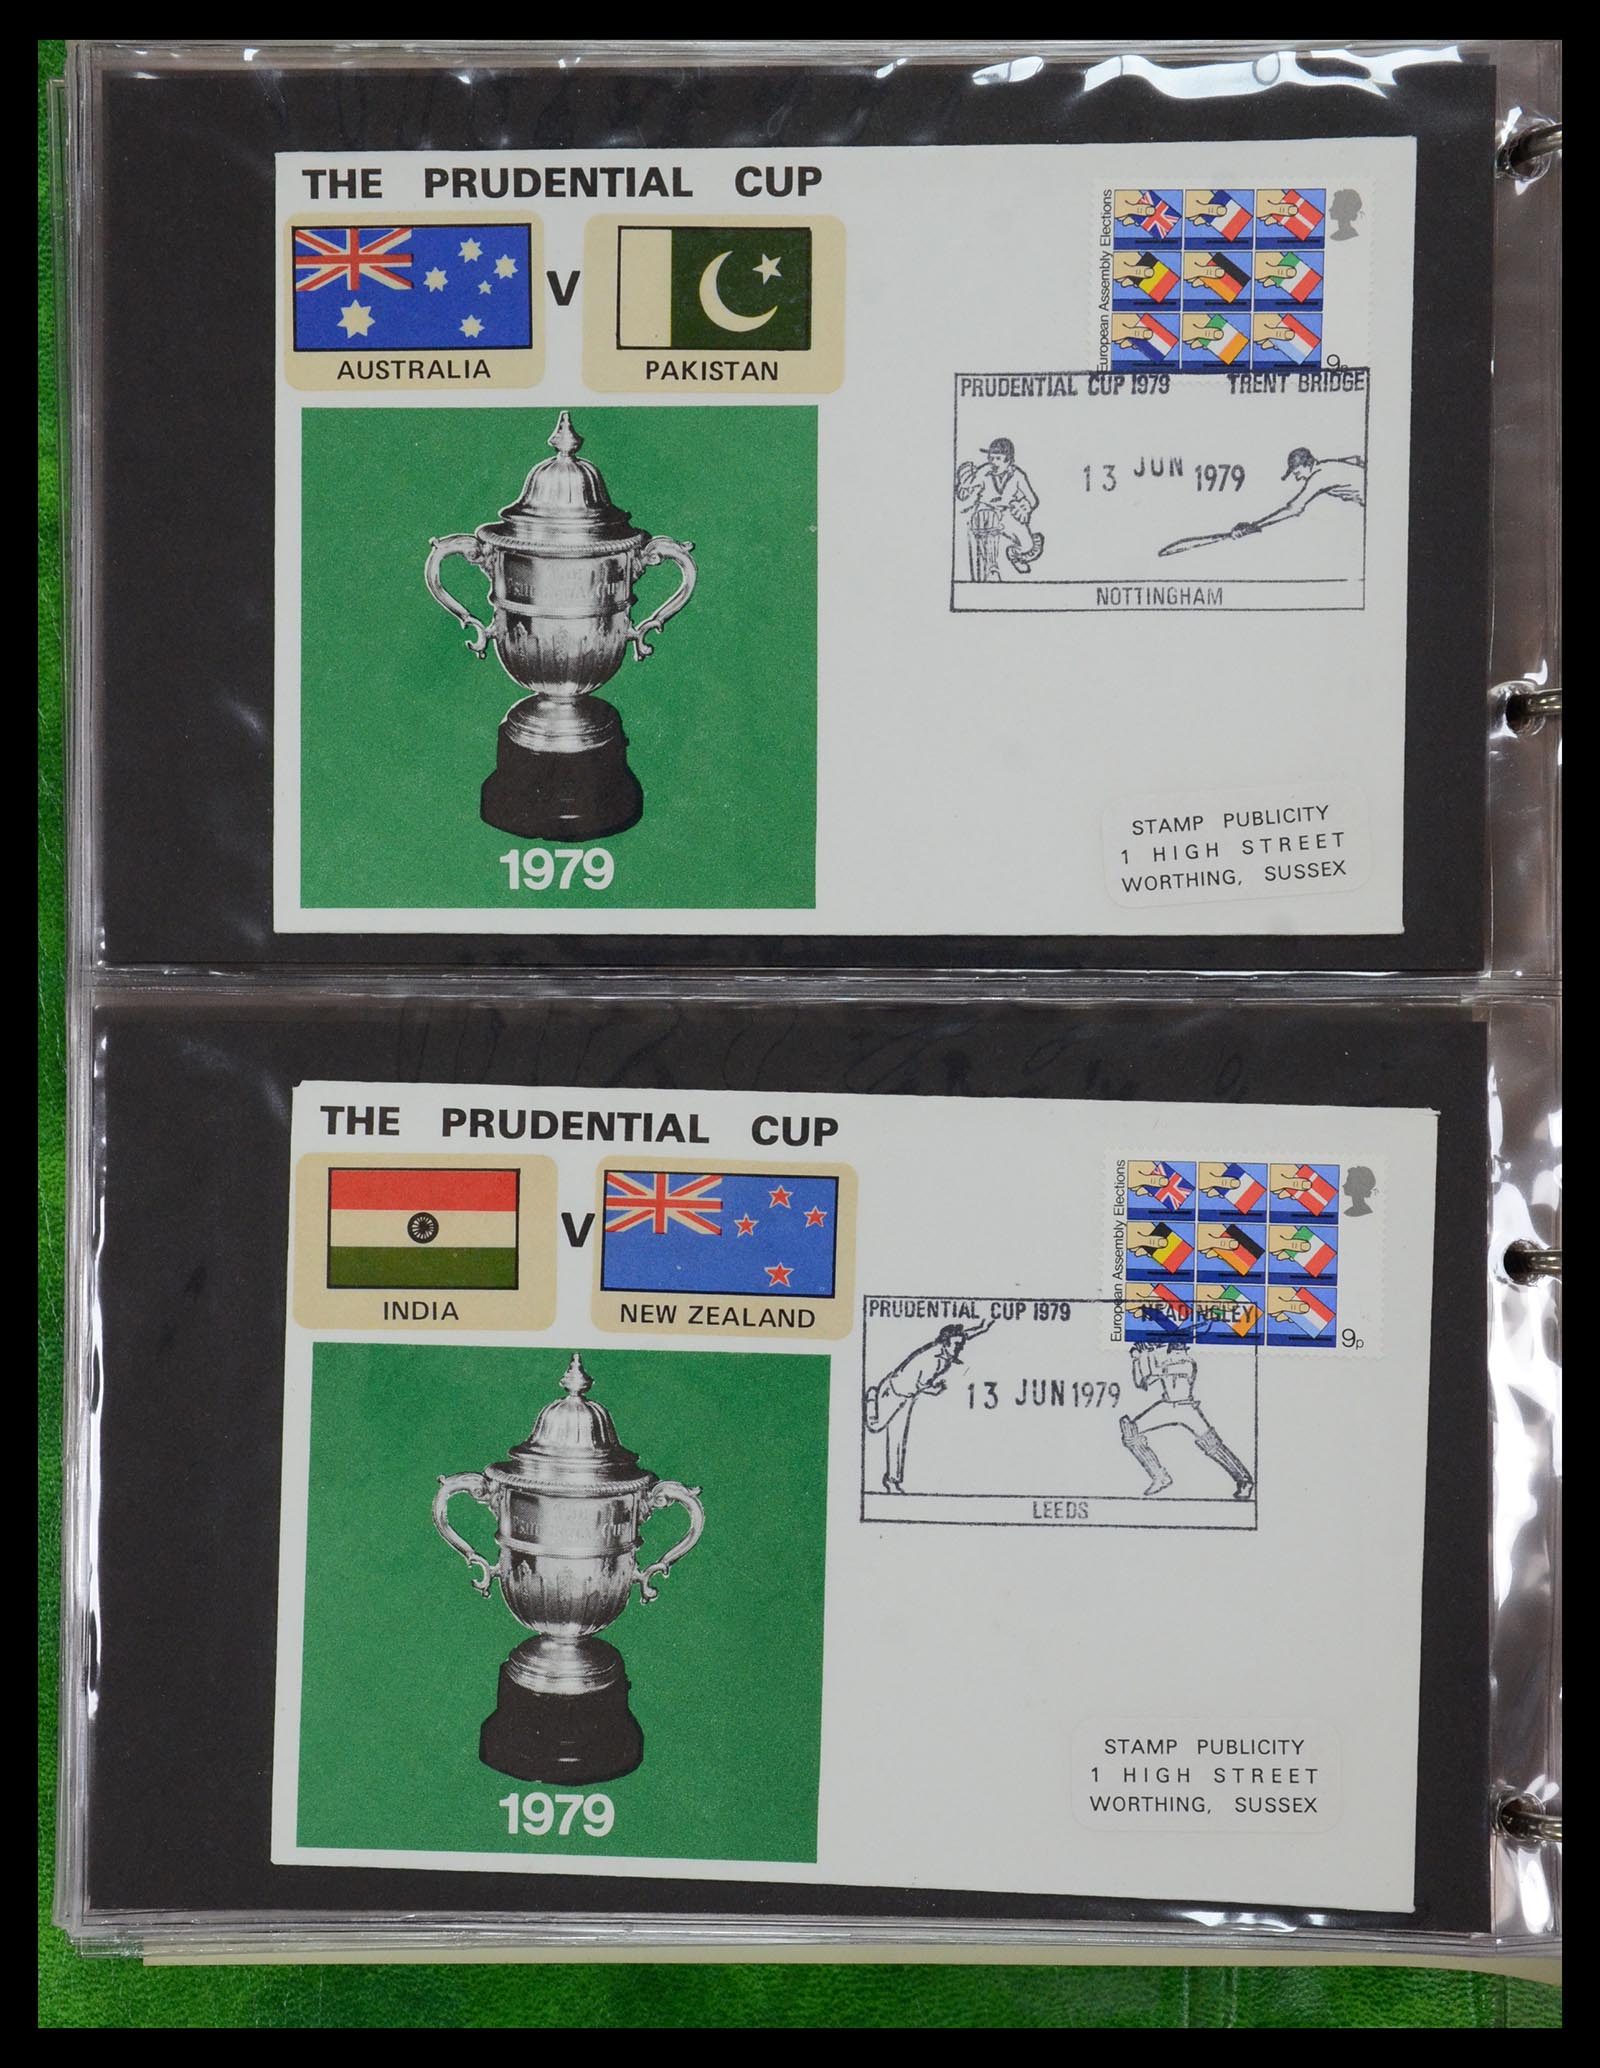 THE PRUDENTIAL CUP
AUSTRALIA
V
PAKISTAN
1979
European Assembly Elections
9p
PRUDENTIAL CUP 1979 TRENT BRIDGE
13 JUN 1979
NOTTINGHAM
STAMP PUBLICITY
1 HIGH STREET
WORTHING, SUSSEX
THE PRUDENTIAL CUP
INDIA
V
NEW ZEALAND
1979
European Assembly Elections
9p
PRUDENTIAL CUP 1979 HEADINGLEY
13 JUN 1979
LEEDS
STAMP PUBLICITY
1 HIGH STREET
WORTHING, SUSSEX